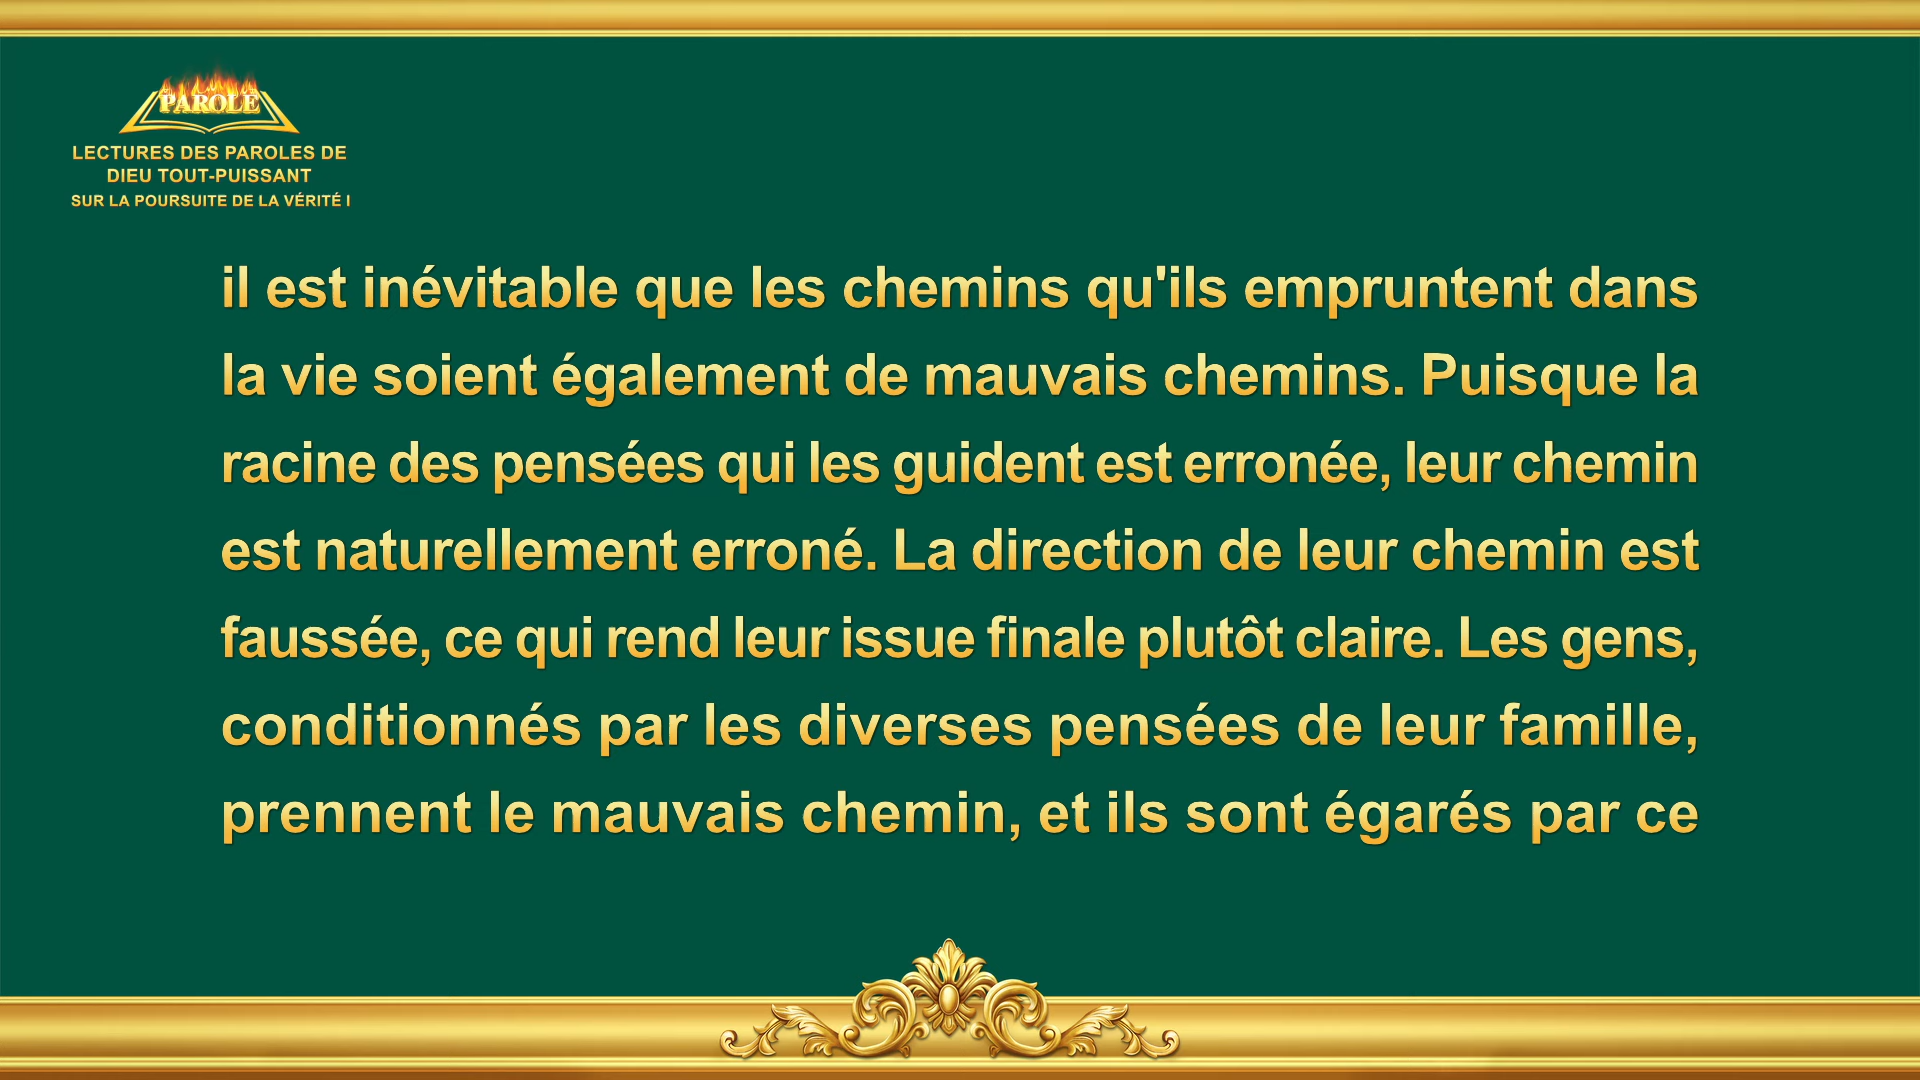 PAROLE
LECTURES DES PAROLES DE
DIEU TOUT-PUISSANT
SUR LA POURSUITE DE LA VÉRITÉ I
il est inévitable que les chemins qu'ils empruntent dans
la vie soient également de mauvais chemins. Puisque la
racine des pensées qui les guident est erronée, leur chemin
est naturellement erroné. La direction de leur chemin est
faussée, ce qui rend leur issue finale plutôt claire. Les gens,
conditionnés par les diverses pensées de leur famille,
prennent le mauvais chemin, et ils sont égarés par ce